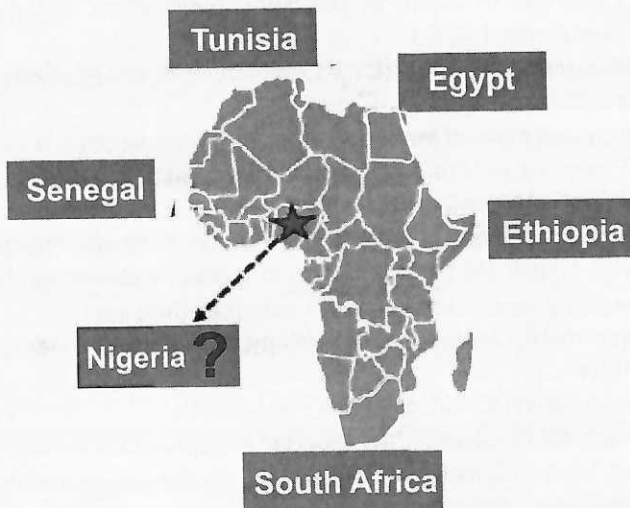 Tunisia
Egypt
Senegal
Ethiopia
Nigeria ?
South Africa